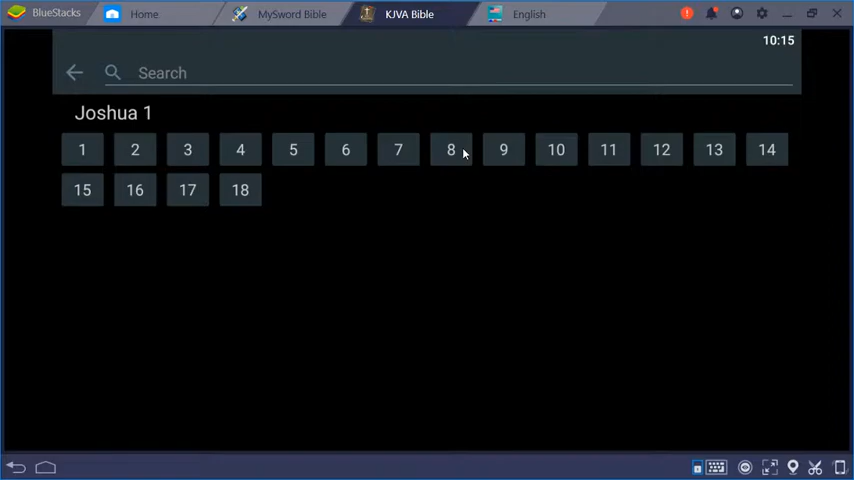 BlueStacks Home MySword Bible KJVA Bible English
10:15
Search
Joshua 1
1 2 3 4 5 6 7 8 9 10 11 12 13 14
15 16 17 18